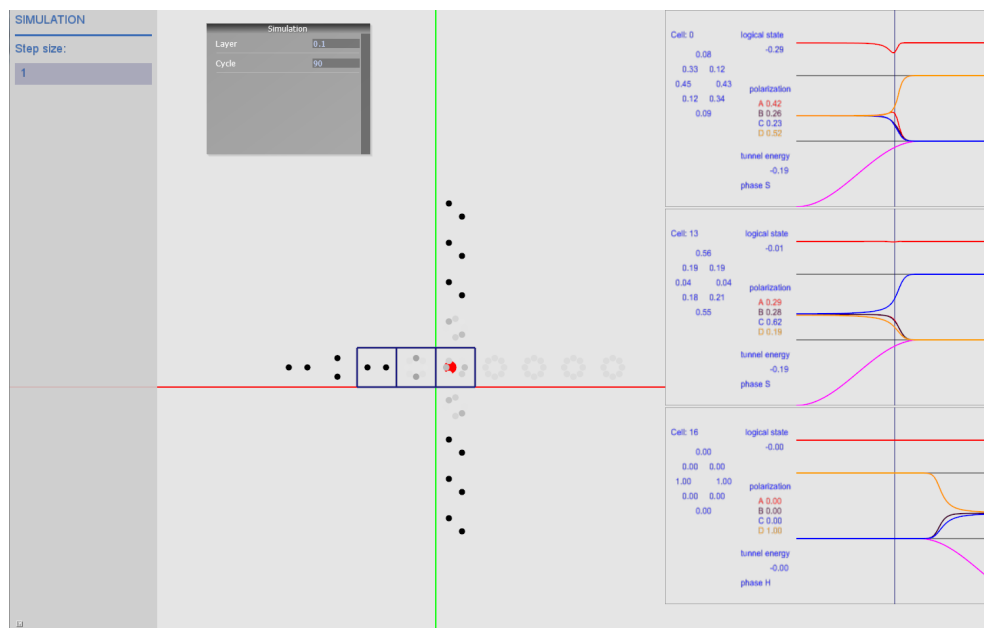 SIMULATION
Step size:
1
Simulation
Layer 0.1
Cycle 90
Cell: 0 logical state
-0.29
0.08
0.33 0.12
0.45 0.43
0.12 0.34
0.09
polarization
A 0.42
B 0.26
C 0.23
D 0.52
tunnel energy
-0.19
phase S
Cell: 13 logical state
-0.01
0.56
0.19 0.19
0.04 0.04
0.18 0.21
0.55
polarization
A 0.29
B 0.28
C 0.62
D 0.19
tunnel energy
-0.19
phase S
Cell: 16 logical state
-0.00
0.00
0.00 0.00
1.00 1.00
0.00 0.00
0.00
polarization
A 0.00
B 0.00
C 0.00
D 1.00
tunnel energy
-0.00
phase H